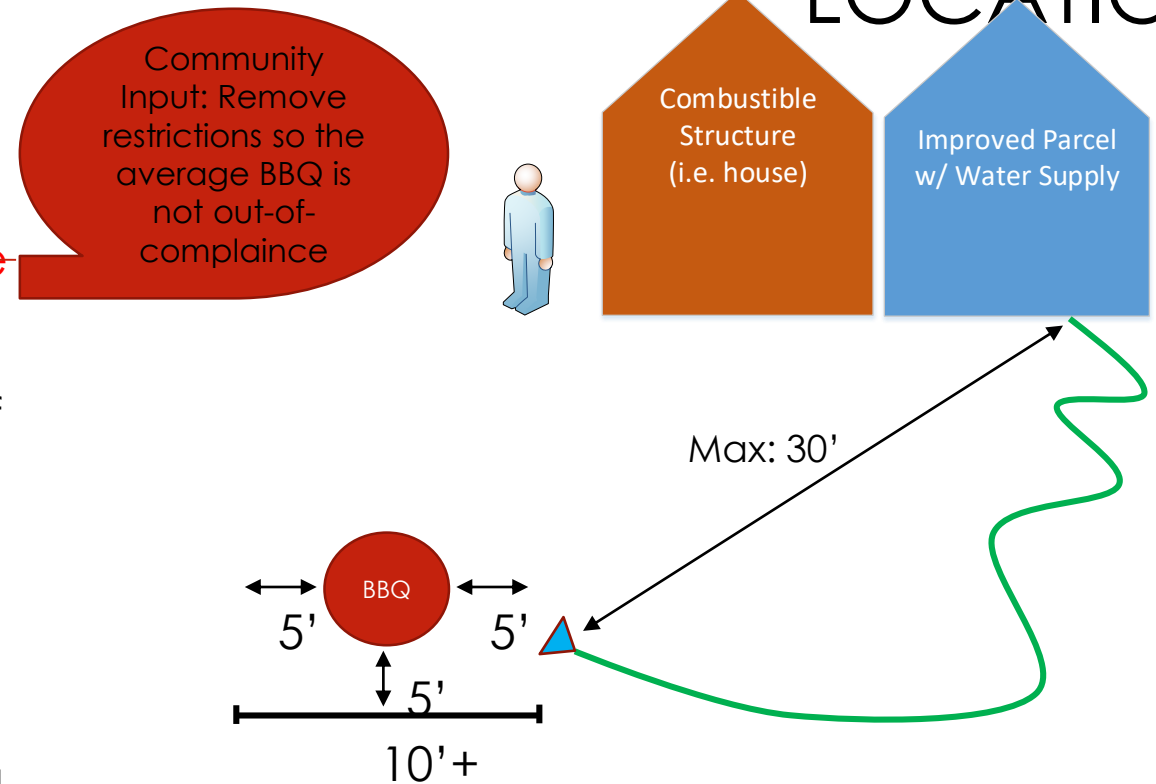 LOCATIO
Community
Input: Remove
restrictions so the
average BBQ is
not out-of-
complaince
Combustible
Structure
(i.e. house)
Improved Parcel
w/ Water Supply
Max: 30’
BBQ
5’
5’
5’
10’+